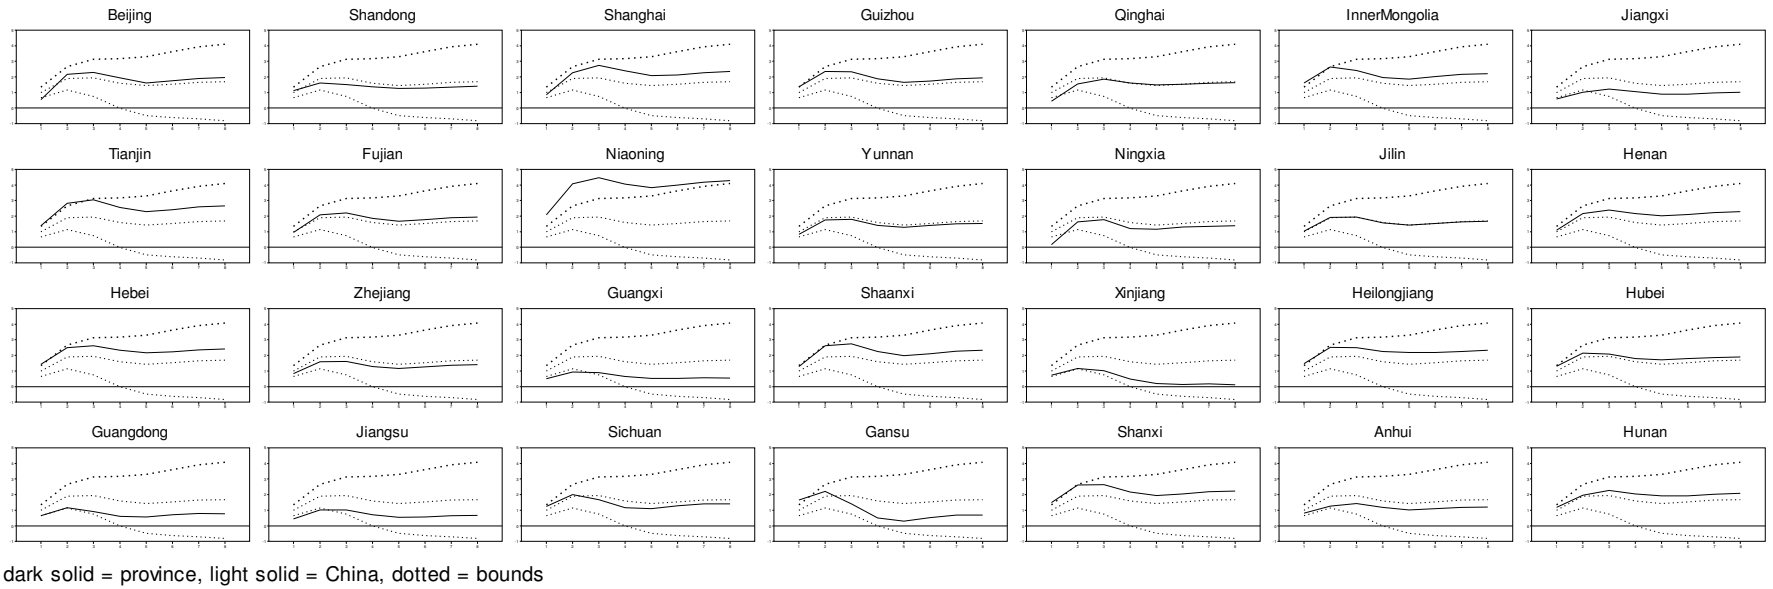 Beijing Shandong Shanghai Guizhou Qinghai InnerMongolia Jiangxi
Tianjin Fujian Niaoning Yunnan Ningxia Jilin Henan
Hebei Zhejiang Guangxi Shaanxi Xinjiang Heilongjiang Hubei
Guangdong Jiangsu Sichuan Gansu Shanxi Anhui Hunan
dark solid = province, light solid = China, dotted = bounds